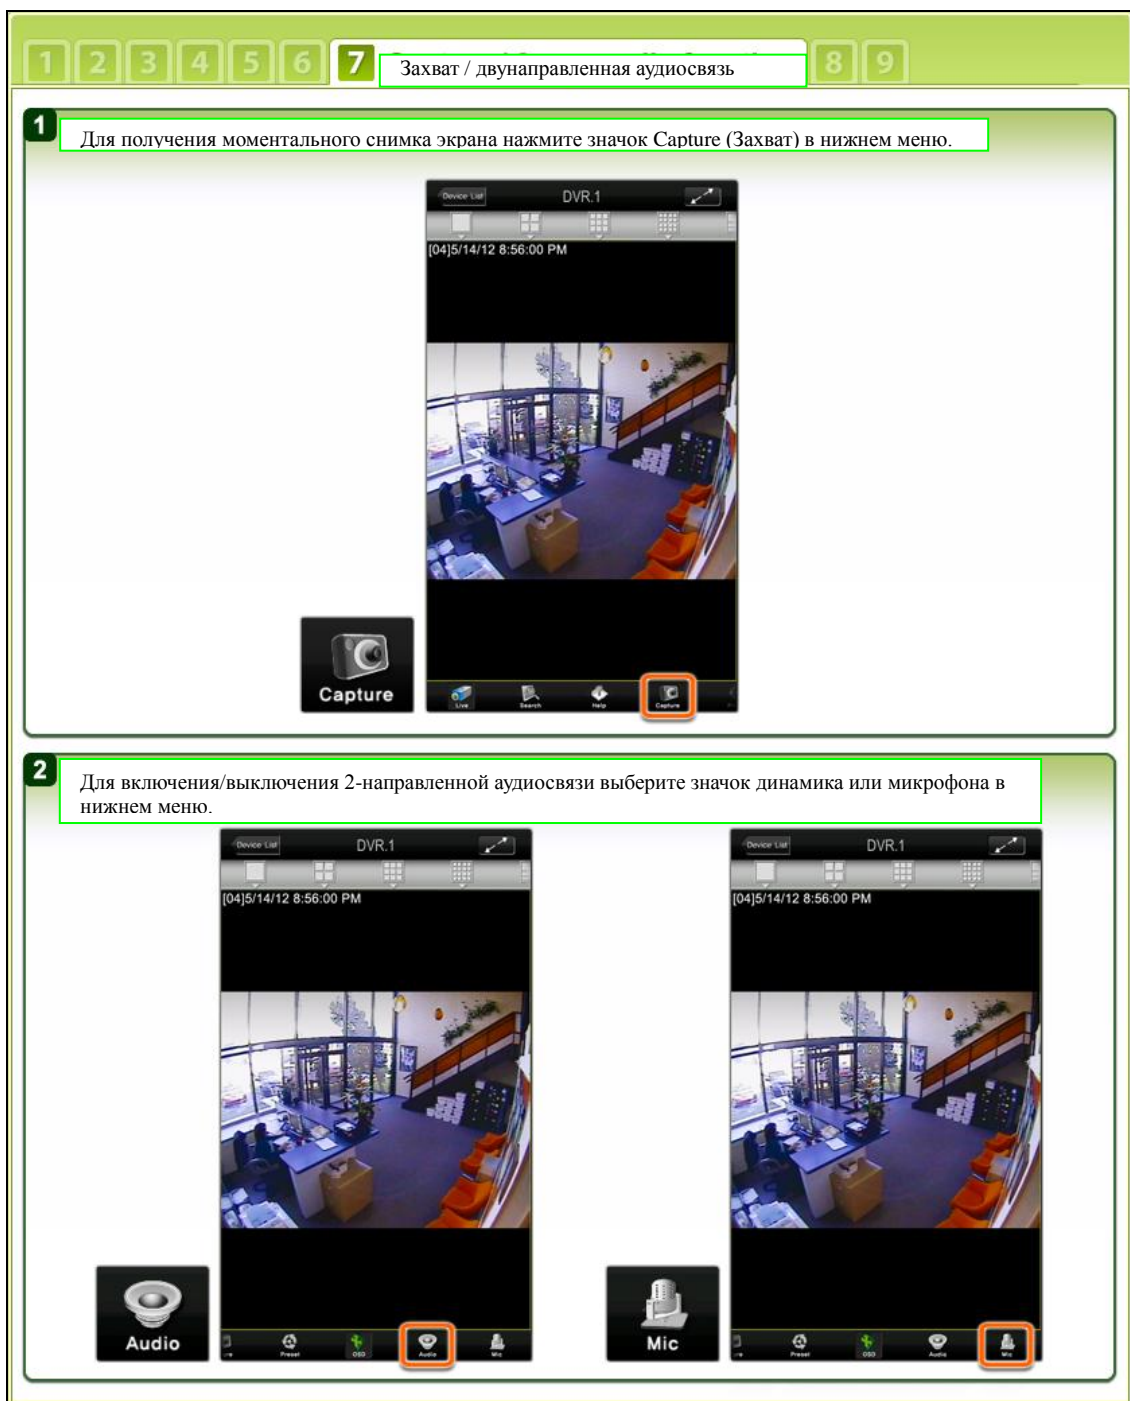 1 2 3 4 5 6 7 Захват / двунаправленная аудиосвязь 8 9
1
Для получения моментального снимка экрана нажмите значок Capture (Захват) в нижнем меню.
Device List DVR.1
[04]5/14/12 8:56:00 PM
Capture
Live Search Help Capture
2
Для включения/выключения 2-направленной аудиосвязи выберите значок динамика или микрофона в
нижнем меню.
Device List DVR.1
[04]5/14/12 8:56:00 PM
Audio
Preset OSD Audio Mic
Device List DVR.1
[04]5/14/12 8:56:00 PM
Mic
Preset OSD Audio Mic